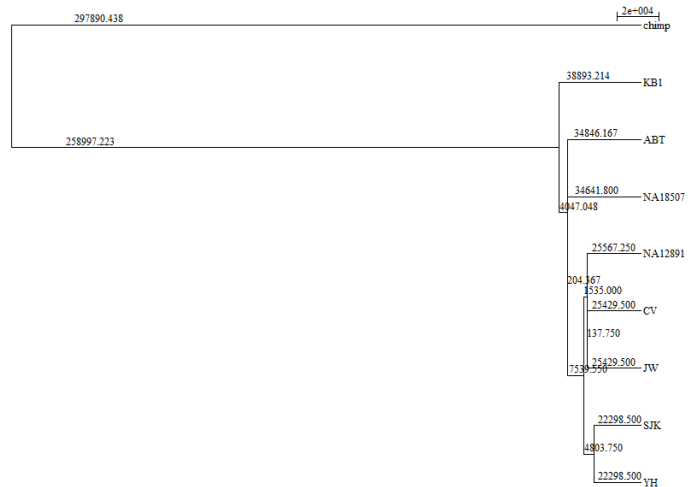 2e+004
297890.438
chimp
38893.214
KB1
34846.167
ABT
258997.223
34641.800
NA18507
4047.048
25567.250
NA12891
204.367
1535.000
25429.500
CV
137.750
25429.500
JW
7539.550
22298.500
SJK
4803.750
22298.500
YH